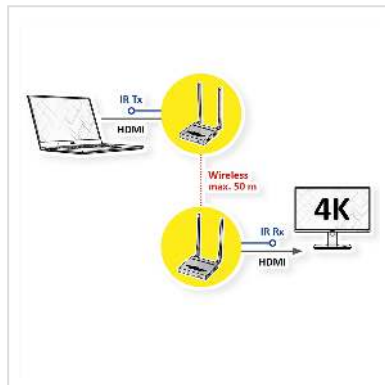 IR Tx
HDMI
Wireless
max. 50 m
4K
IR Rx
HDMI